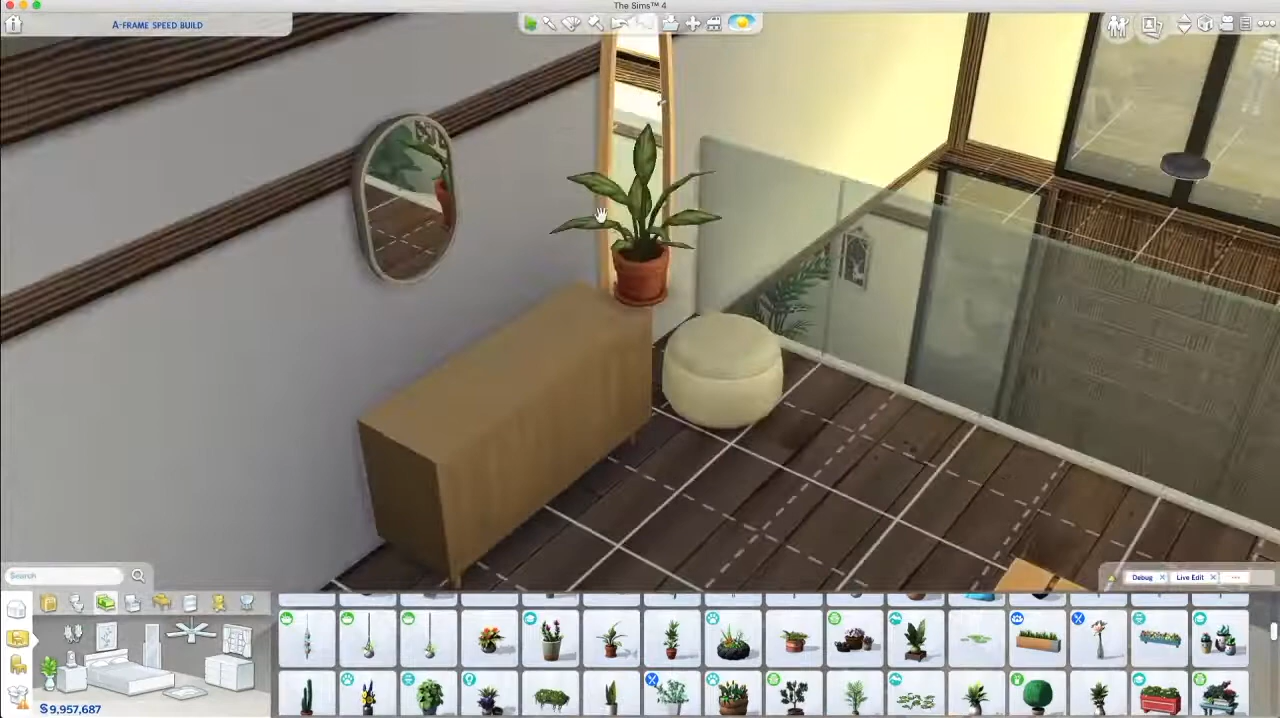 The Sims™ 4
A-FRAME SPEED BUILD
Search
Debug
Live Edit
§9,957,687